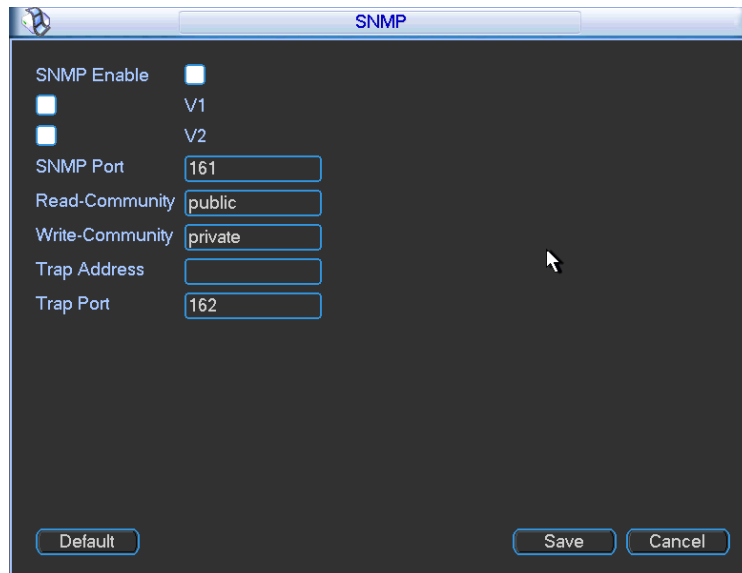 SNMP
SNMP Enable
V1
V2
SNMP Port 161
Read-Community public
Write-Community private
Trap Address
Trap Port 162
Default Save Cancel